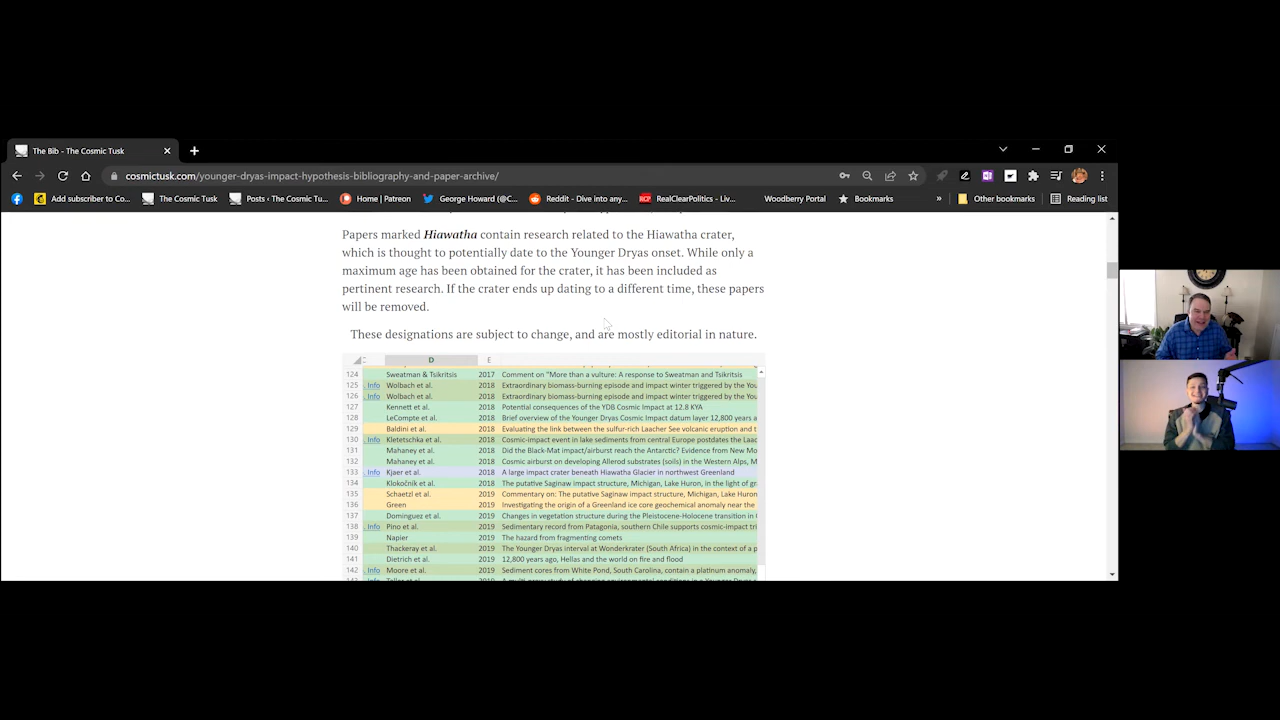 The Bib - The Cosmic Tusk
cosmictusk.com/younger-dryas-impact-hypothesis-bibliography-and-paper-archive/
Add subscriber to Co... The Cosmic Tusk Posts ‹ The Cosmic Tu... Home | Patreon George Howard (@C... Reddit - Dive into any... RCP RealClearPolitics - Liv... Woodberry Portal Bookmarks » Other bookmarks Reading list
Papers marked Hiawatha contain research related to the Hiawatha crater,
which is thought to potentially date to the Younger Dryas onset. While only a
maximum age has been obtained for the crater, it has been included as
pertinent research. If the crater ends up dating to a different time, these papers
will be removed.
These designations are subject to change, and are mostly editorial in nature.
D E
124 Sweatman & Tsikritsis 2017 Comment on "More than a vulture: A response to Sweatman and Tsikritsis
125 Info Wolbach et al. 2018 Extraordinary biomass-burning episode and impact winter triggered by the You
126 Info Wolbach et al. 2018 Extraordinary biomass-burning episode and impact winter triggered by the You
127 Kennett et al. 2018 Potential consequences of the YDB Cosmic Impact at 12.8 KYA
128 LeCompte et al. 2018 Brief overview of the Younger Dryas Cosmic Impact datum layer 12,800 years a
129 Baldini et al. 2018 Evaluating the link between the sulfur-rich Laacher See volcanic eruption and t
130 Info Kletetschka et al. 2018 Cosmic-impact event in lake sediments from central Europe postdates the Laac
131 Mahaney et al. 2018 Did the Black-Mat impact/airburst reach the Antarctic? Evidence from New Mo
132 Mahaney et al. 2018 Cosmic airburst on developing Allerod substrates (soils) in the Western Alps, M
133 Info Kjaer et al. 2018 A large impact crater beneath Hiawatha Glacier in northwest Greenland
134 Klokočník et al. 2018 The putative Saginaw impact structure, Michigan, Lake Huron, in the light of gr
135 Schaetzl et al. 2019 Commentary on: The putative Saginaw impact structure, Michigan, Lake Huron
136 Green 2019 Investigating the origin of a Greenland ice core geochemical anomaly near the
137 Dominguez et al. 2019 Changes in vegetation structure during the Pleistocene-Holocene transition in
138 Info Pino et al. 2019 Sedimentary record from Patagonia, southern Chile supports cosmic-impact tri
139 Napier 2019 The hazard from fragmenting comets
140 Thackeray et al. 2019 The Younger Dryas interval at Wonderkrater (South Africa) in the context of a p
141 Dietrich et al. 2019 12,800 years ago, Hellas and the world on fire and flood
142 Info Moore et al. 2019 Sediment cores from White Pond, South Carolina, contain a platinum anomaly,